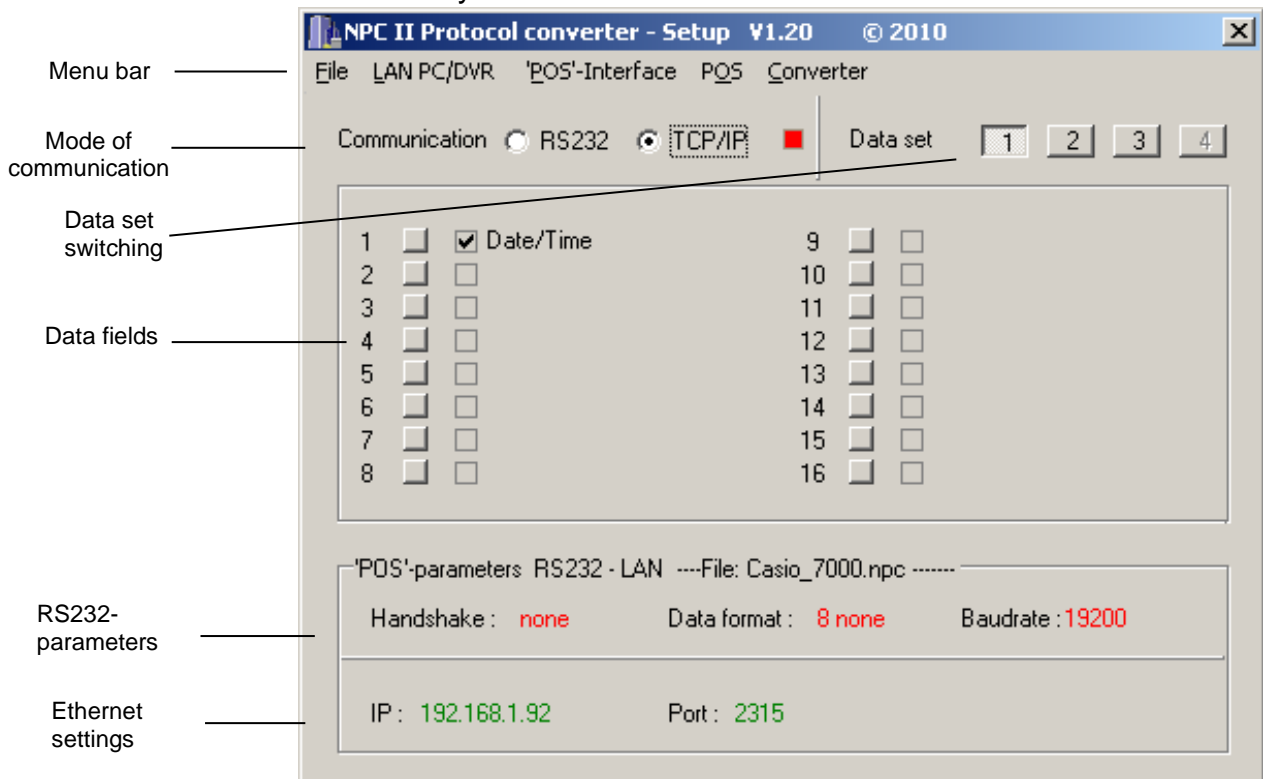 y
NPC II Protocol converter - Setup V1.20 © 2010
Menu bar
File LAN PC/DVR 'POS'-Interface POS Converter
Mode of
communication
Communication RS232 TCP/IP Data set 1 2 3 4
Data set
switching
1 Date/Time 9
2 10
3 11
Data fields
4 12
5 13
6 14
7 15
8 16
'POS'-parameters RS232 - LAN ----File: Casio_7000.npc -------
RS232-
parameters
Handshake : none Data format : 8 none Baudrate : 19200
Ethernet
settings
IP : 192.168.1.92 Port : 2315